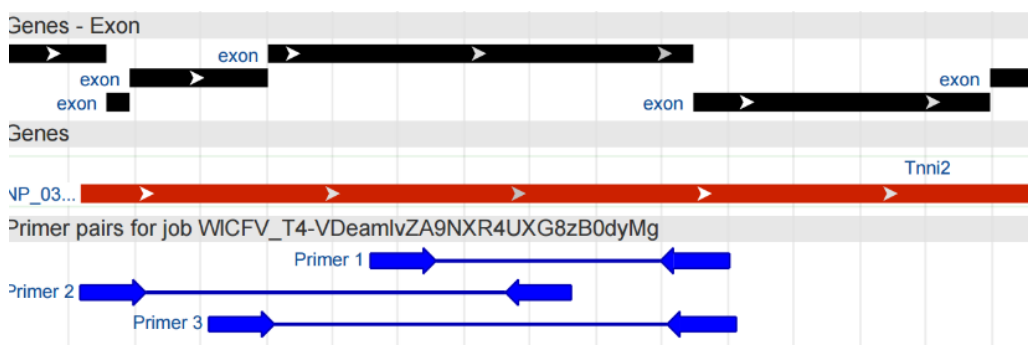 Genes - Exon
exon
exon
exon
exon
exon
Genes
Tnni2
NP_03...
Primer pairs for job WICFV_T4-VDeamIvZA9NXR4UXG8zB0dyMg
Primer 1
Primer 2
Primer 3